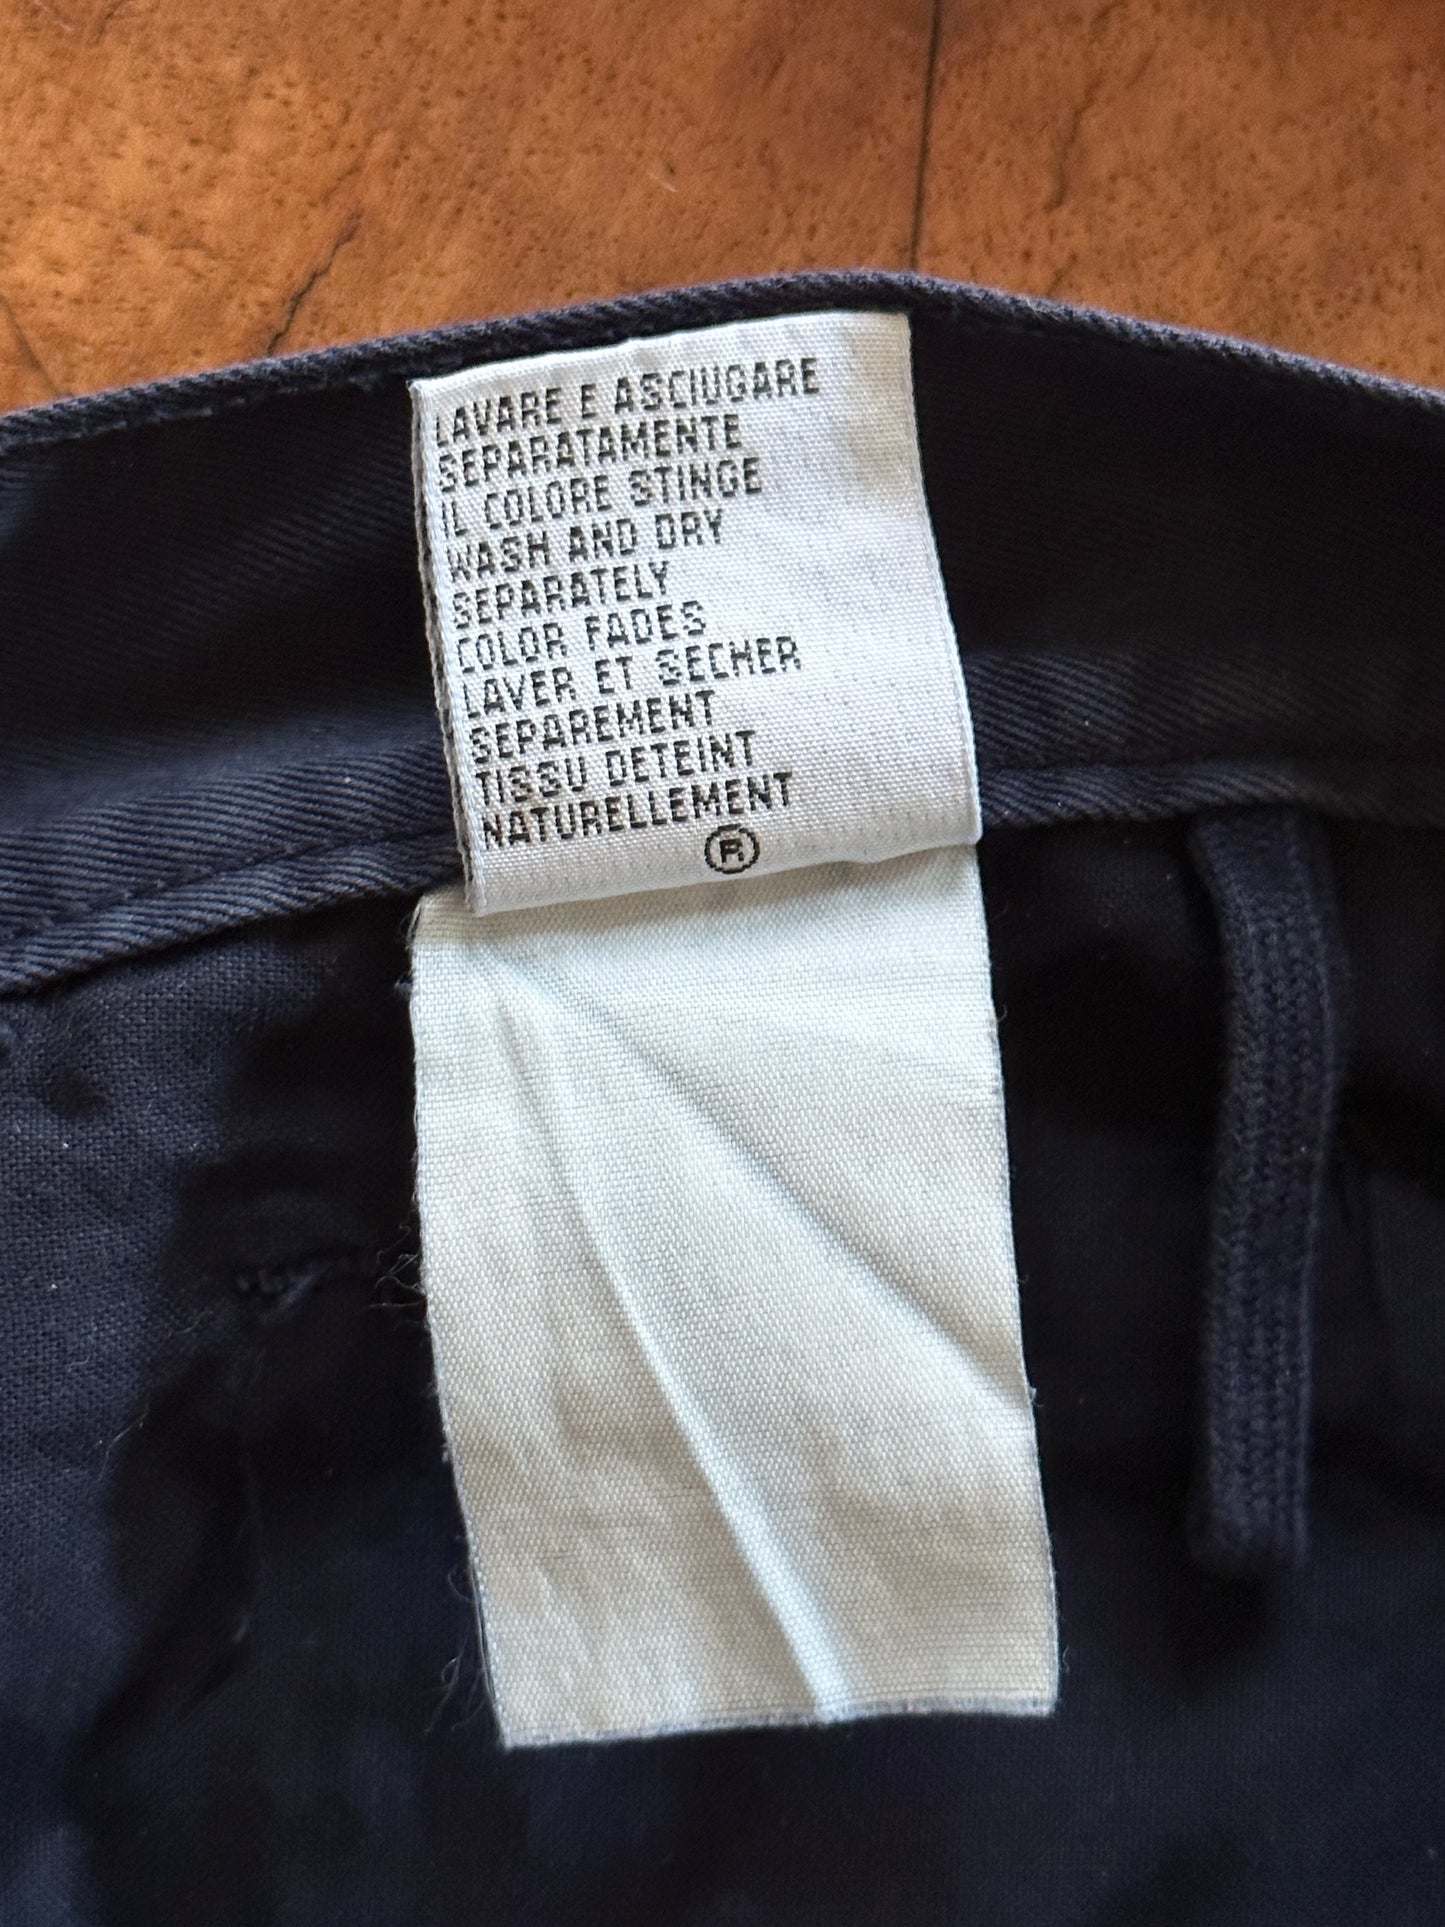 LAVARE E ASCIUGARE
SEPARATAMENTE
IL COLORE STINGE
WASH AND DRY
SEPARATELY
COLOR FADES
LAVER ET SECHER
SEPAREMENT
TISSU DETEINT
NATURELLEMENT
®